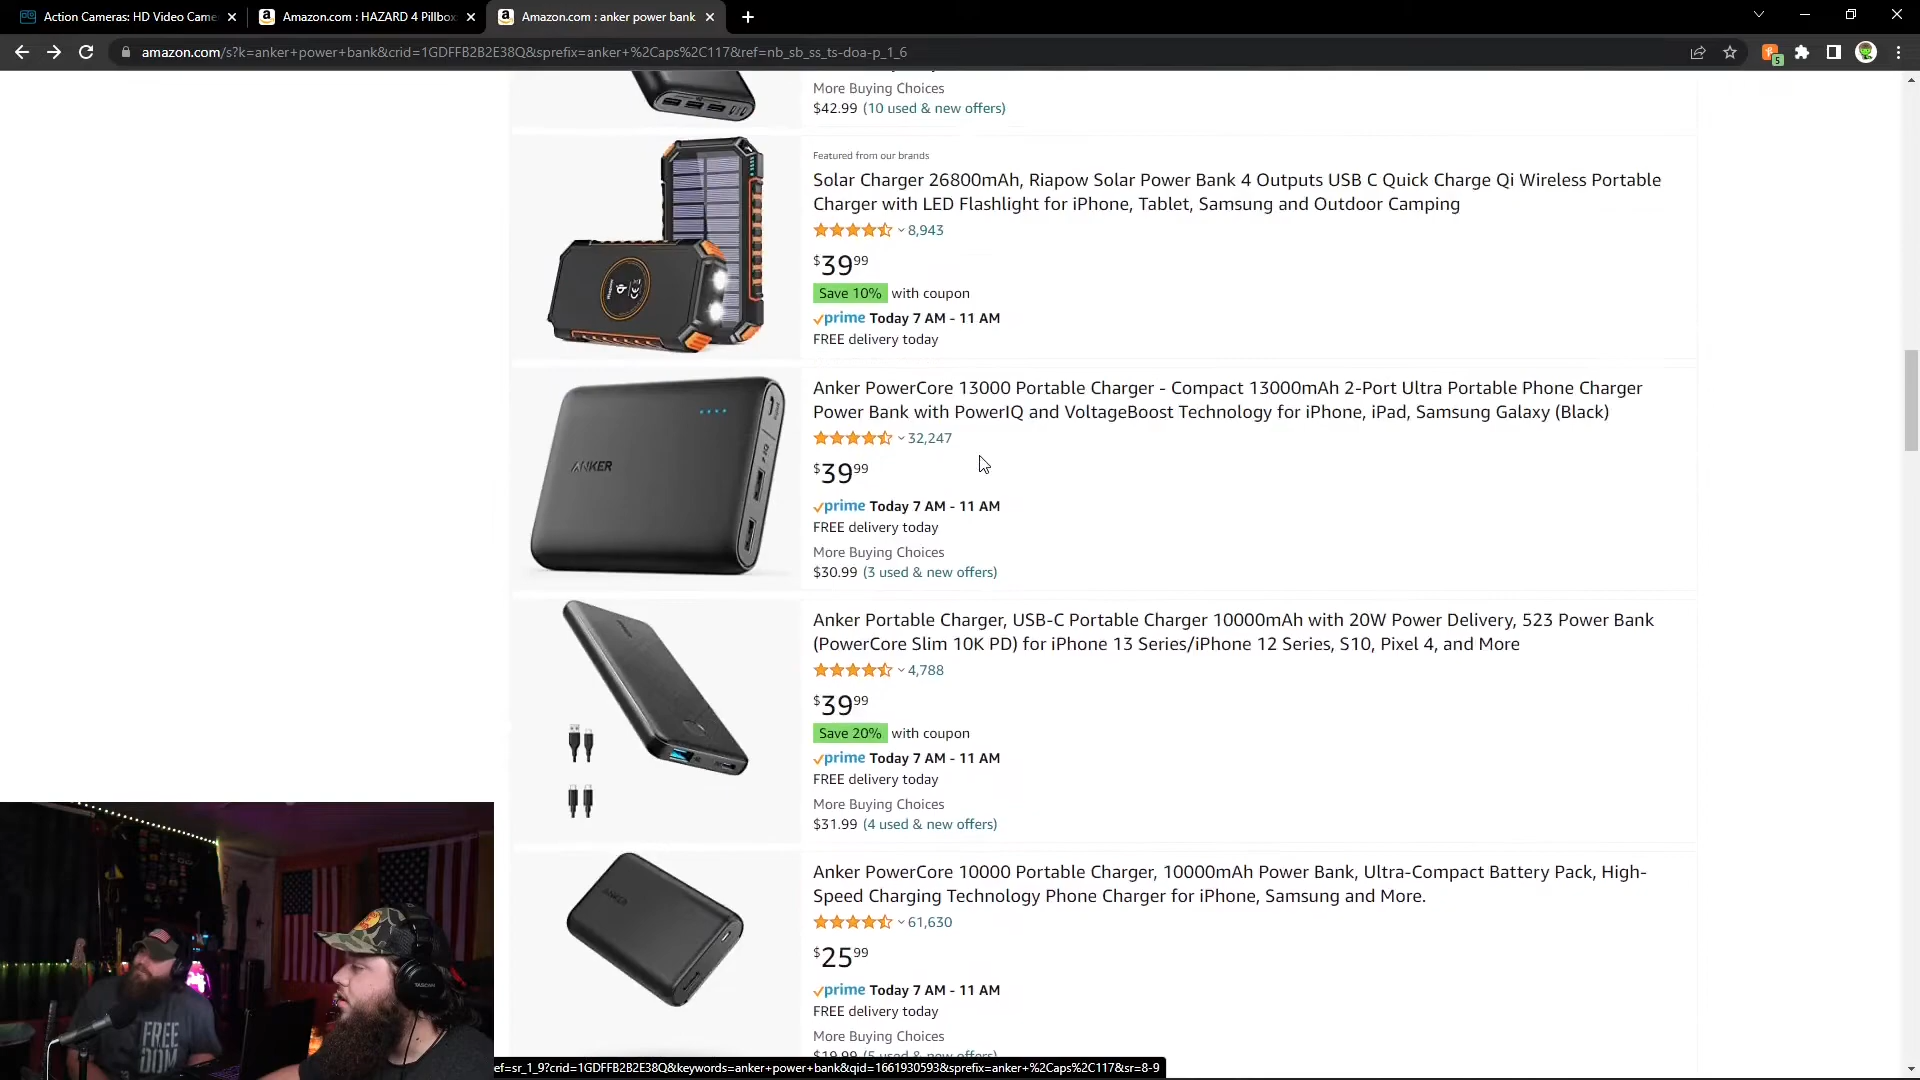 Action Cameras: HD Video Came
Amazon.com : HAZARD 4 Pillbox
Amazon.com : anker power bank
amazon.com/s?k=anker+power+bank&crid=1GDFFB2B2E38Q&sprefix=anker+%2Caps%2C117&ref=nb_sb_ss_ts-doa-p_1_6
5
More Buying Choices
$42.99 (10 used & new offers)
Featured from our brands
Solar Charger 26800mAh, Riapow Solar Power Bank 4 Outputs USB C Quick Charge Qi Wireless Portable
Charger with LED Flashlight for iPhone, Tablet, Samsung and Outdoor Camping
8,943
$39.99
Save 10% with coupon
prime Today 7 AM - 11 AM
FREE delivery today
Anker PowerCore 13000 Portable Charger - Compact 13000mAh 2-Port Ultra Portable Phone Charger
Power Bank with PowerIQ and VoltageBoost Technology for iPhone, iPad, Samsung Galaxy (Black)
32,247
ANKER
$39.99
prime Today 7 AM - 11 AM
FREE delivery today
More Buying Choices
$30.99 (3 used & new offers)
Anker Portable Charger, USB-C Portable Charger 10000mAh with 20W Power Delivery, 523 Power Bank
(PowerCore Slim 10K PD) for iPhone 13 Series/iPhone 12 Series, S10, Pixel 4, and More
4,788
$39.99
Save 20% with coupon
prime Today 7 AM - 11 AM
FREE delivery today
More Buying Choices
$31.99 (4 used & new offers)
Anker PowerCore 10000 Portable Charger, 10000mAh Power Bank, Ultra-Compact Battery Pack, High-
Speed Charging Technology Phone Charger for iPhone, Samsung and More.
61,630
ANKER
$25.99
prime Today 7 AM - 11 AM
FREE delivery today
More Buying Choices
$19.99 (5 used & new offers)
TASCAM
FREE
DOM
ef=sr_1_9?crid=1GDFFB2B2E38Q&keywords=anker+power+bank&qid=1661930593&sprefix=anker+%2Caps%2C117&sr=8-9